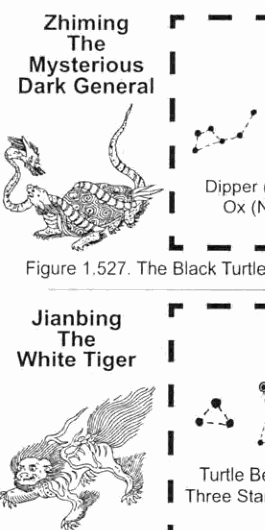 Zhiming
The
Mysterious
Dark General
Dipper (
Ox (N
Figure 1.527. The Black Turtle
Jianbing
The
White Tiger
Turtle Be
Three Star